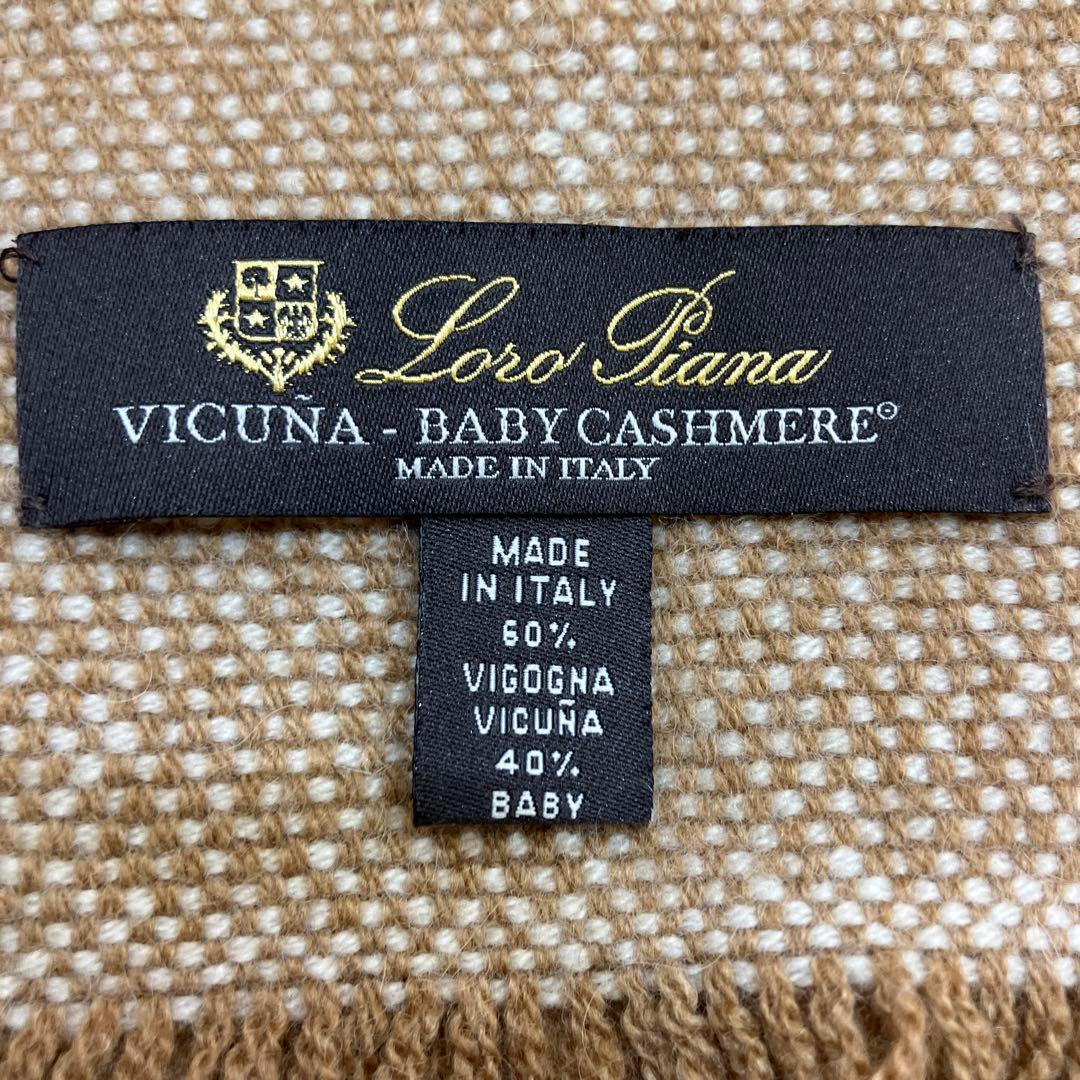 Loro Piana
VICUÑA - BABY CASHMERE©
MADE IN ITALY
MADE
IN ITALY
60%
VIGOGNA
VICUÑA
40%
BABY